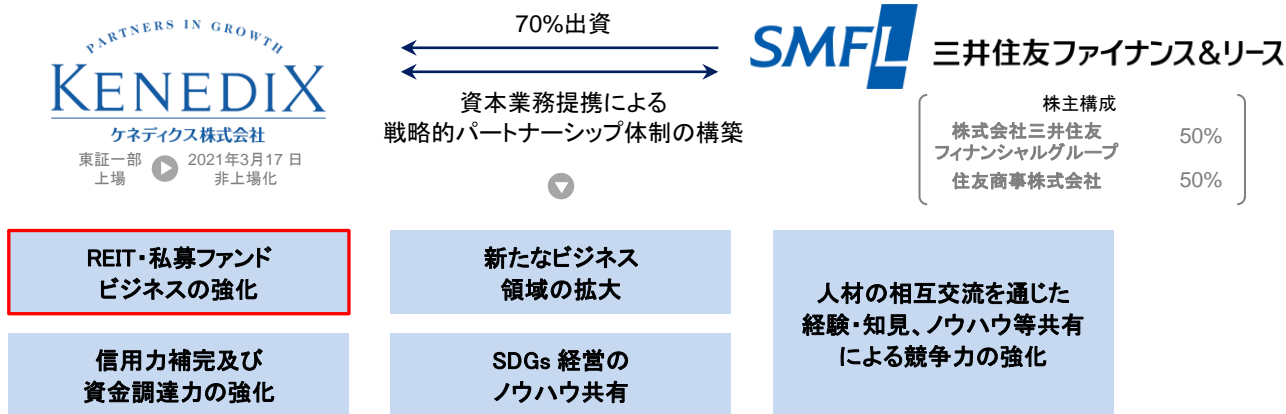 PARTNERS IN GROWTH
KENEDIX
ケネディクス株式会社
東証一部
上場
2021年3月17 日
非上場化
70%出資
資本業務提携による
戦略的パートナーシップ体制の構築
SMFL 三井住友ファイナンス&リース
株主構成
株式会社三井住友
フィナンシャルグループ
50%
住友商事株式会社
50%
REIT・私募ファンド
ビジネスの強化
新たなビジネス
領域の拡大
人材の相互交流を通じた
経験・知見、ノウハウ等共有
による競争力の強化
信用力補完及び
資金調達力の強化
SDGs 経営の
ノウハウ共有